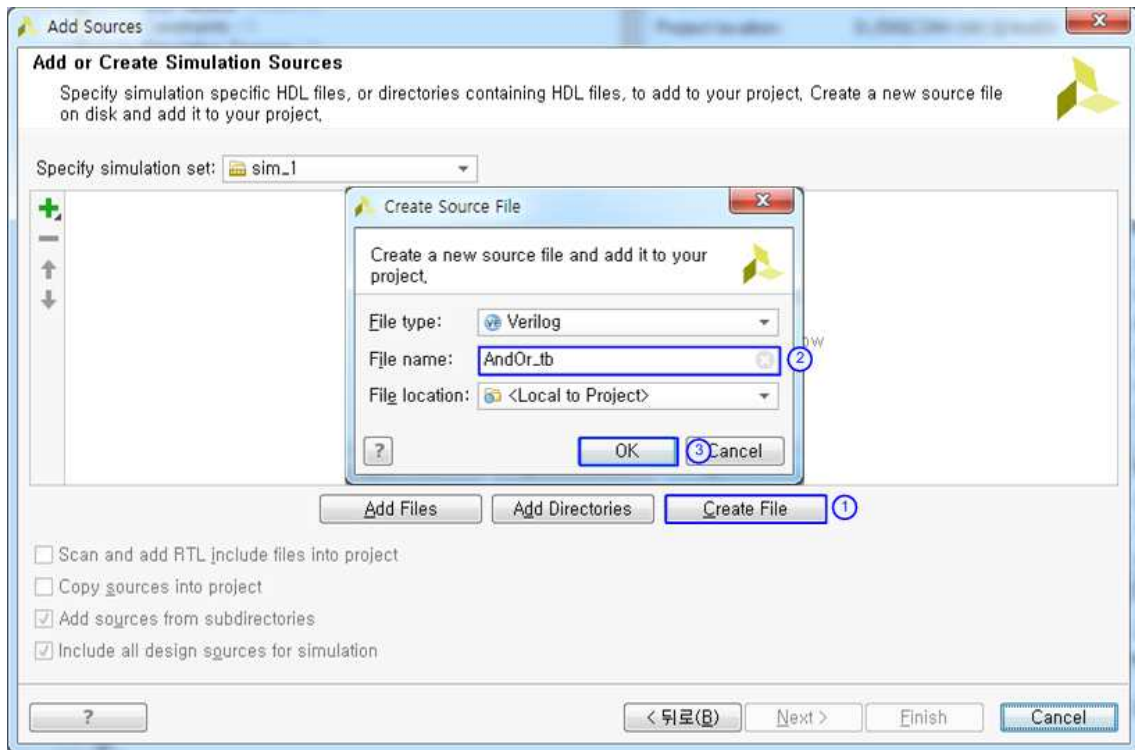 Add Sources
Add or Create Simulation Sources
Specify simulation specific HDL files, or directories containing HDL files, to add to your project, Create a new source file
on disk and add it to your project,
Specify simulation set: sim_1
Create Source File
Create a new source file and add it to your
project,
File type: Verilog
File name: AndOr_tb
2
File location: <Local to Project>
?
OK
3
Cancel
Add Files
Add Directories
Create File
1
Scan and add RTL include files into project
Copy sources into project
Add sources from subdirectories
Include all design sources for simulation
?
< 뒤로(B)
Next >
Finish
Cancel